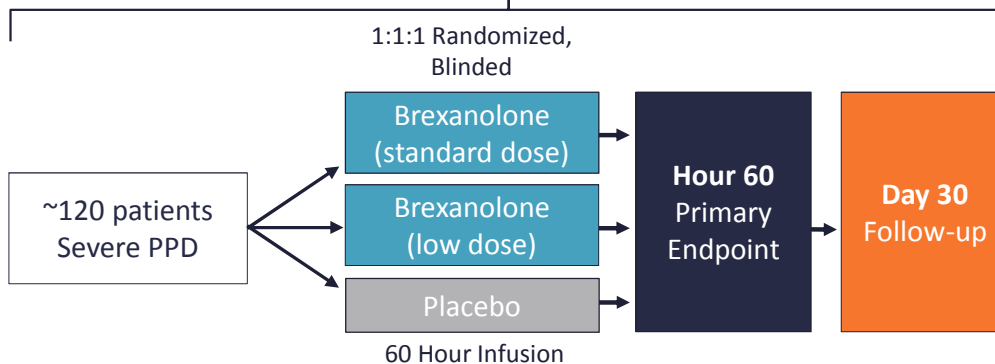 1:1:1 Randomized,
Blinded
~120 patients
Severe PPD
Brexanolone
(standard dose)
Brexanolone
(low dose)
Placebo
60 Hour Infusion
Hour 60
Primary
Endpoint
Day 30
Follow-up